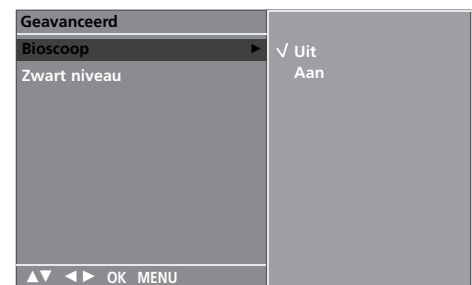 Geavanceerd
Bioscoop ►
Zwart niveau
√ Uit
Aan
▲▼ ◄► OK MENU